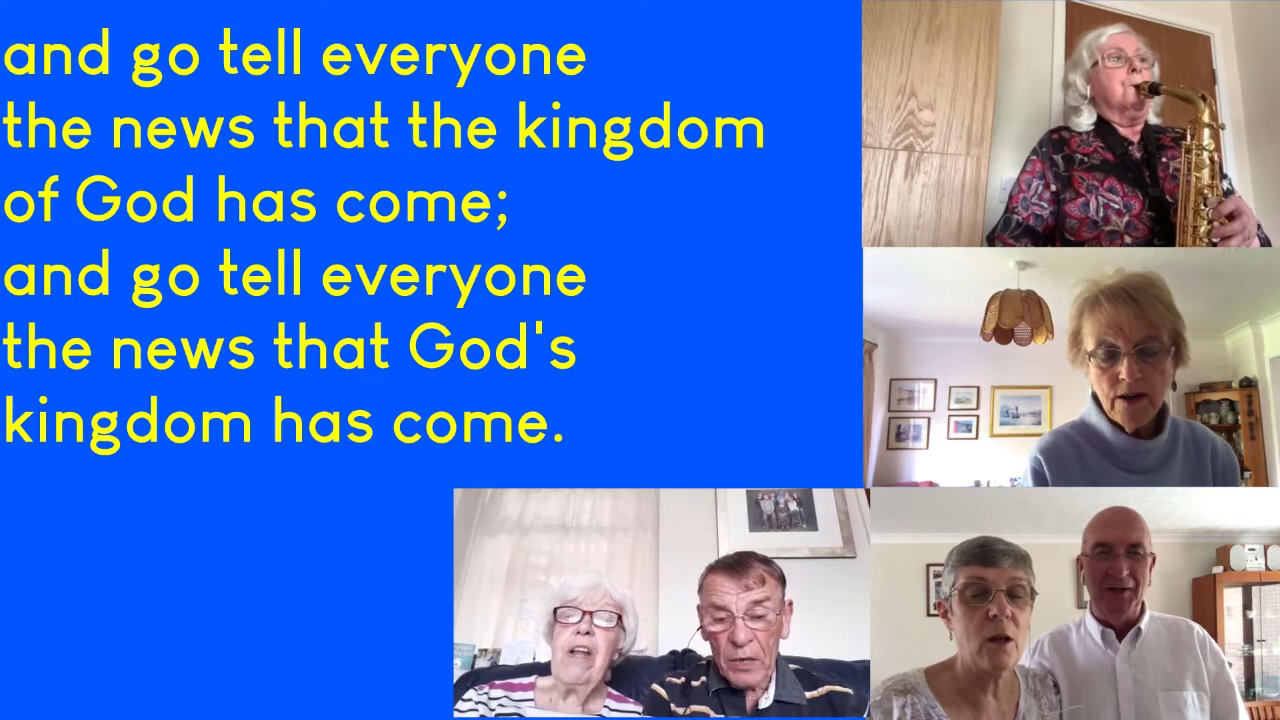 and go tell everyone
the news that the kingdom
of God has come;
and go tell everyone
the news that God's
kingdom has come.